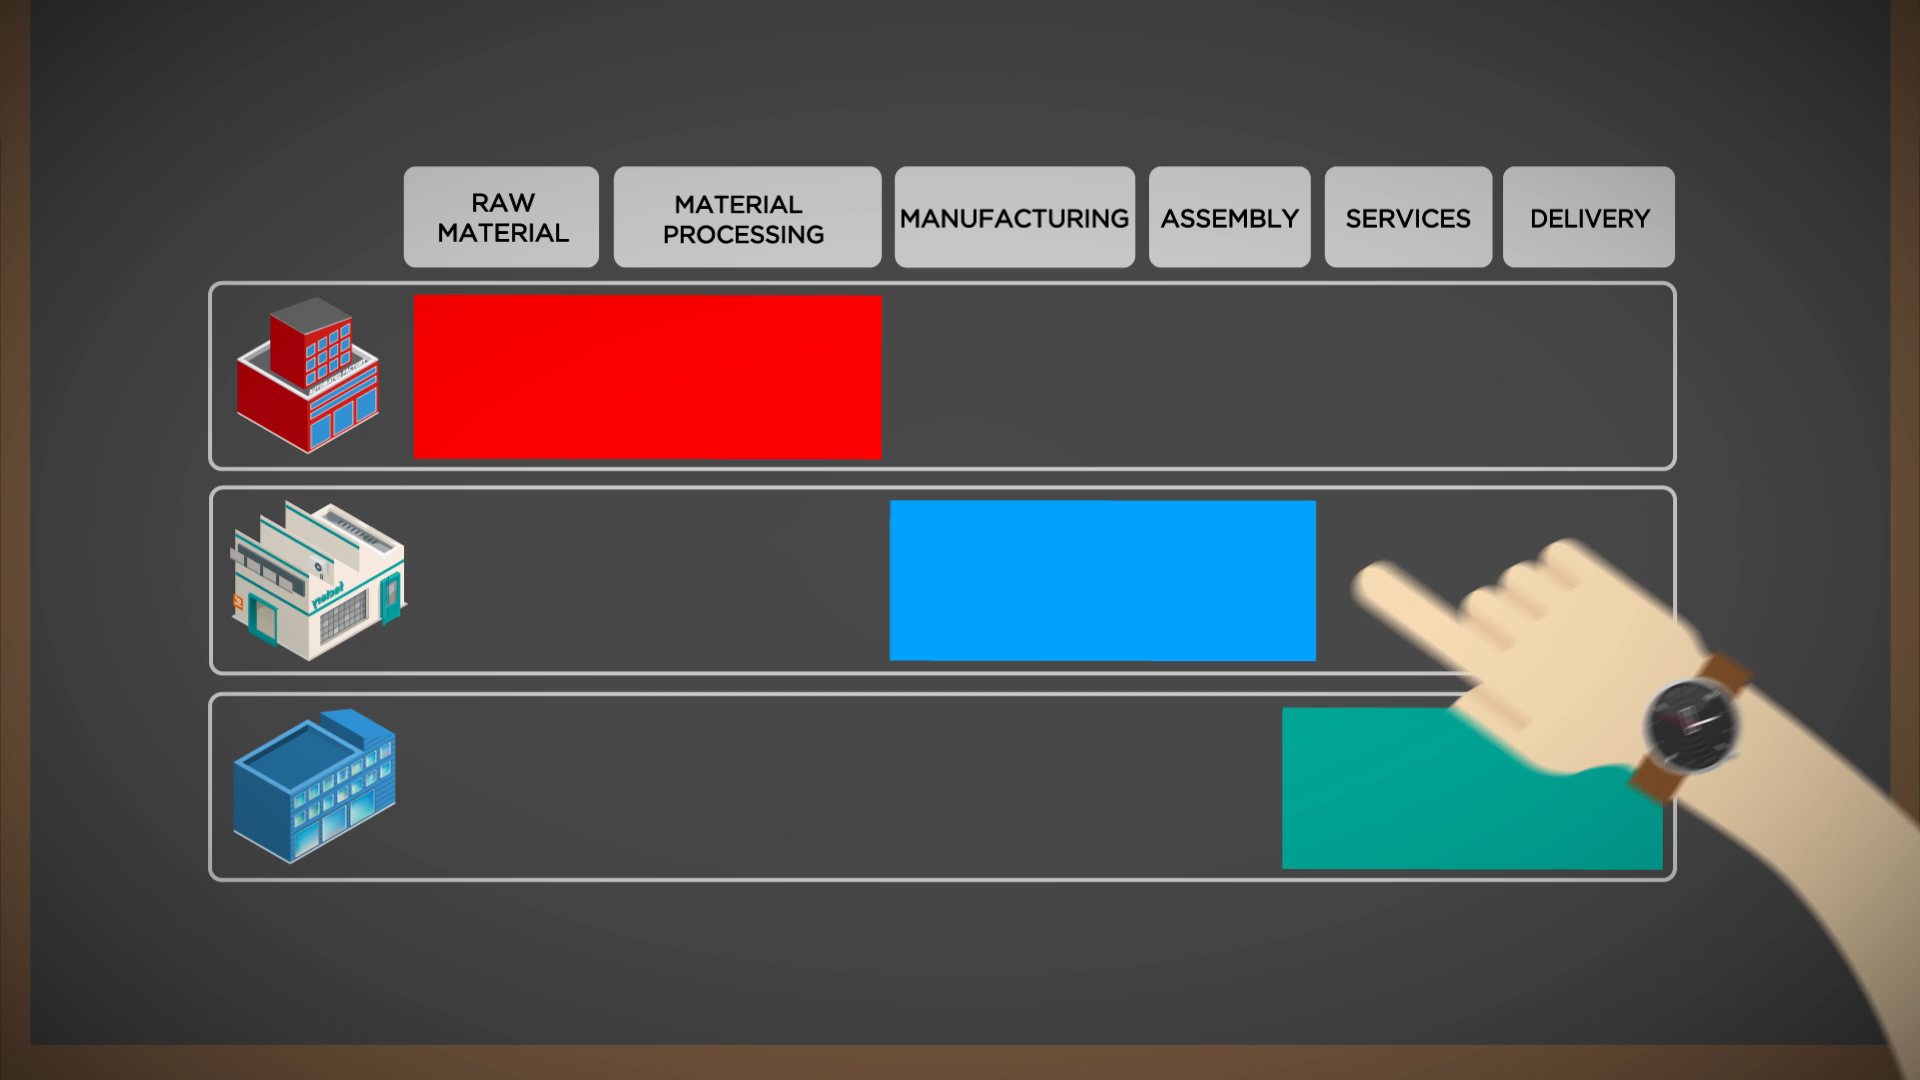 RAW
MATERIAL
MATERIAL
PROCESSING
MANUFACTURING
ASSEMBLY
SERVICES
DELIVERY